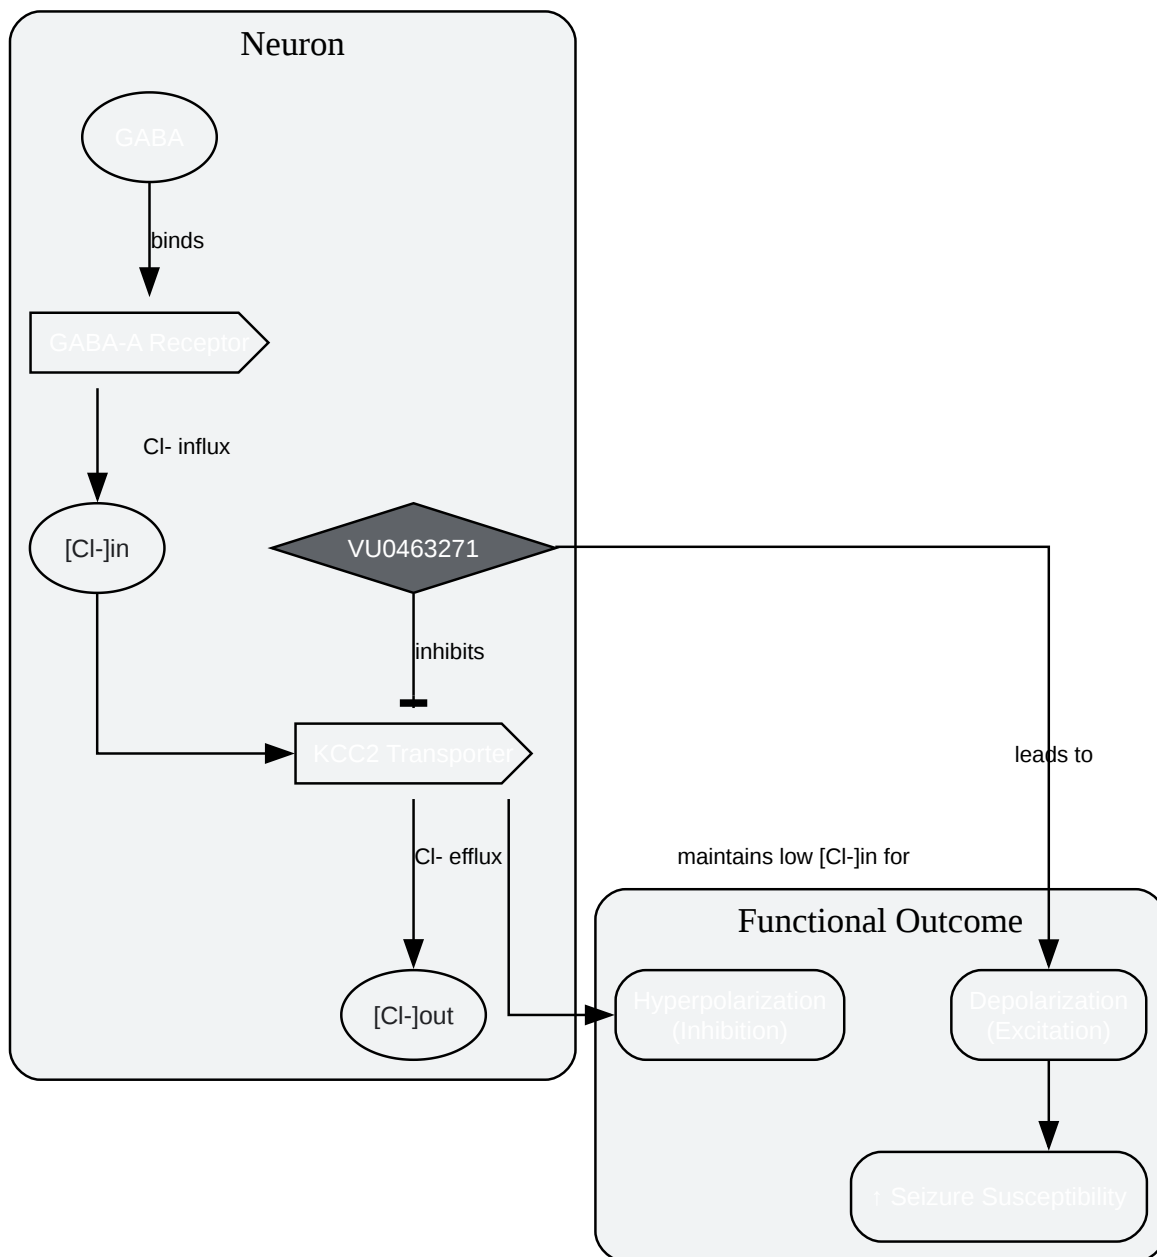 Neuron
GABA
binds
GABA-A Receptor
Cl- influx
[Cl-]in
VU0463271
inhibits
KCC2 Transporter
leads to
Cl- efflux
maintains low [Cl-]in for
Functional Outcome
[Cl-]out
Hyperpolarization
(Inhibition)
Depolarization
(Excitation)
↑ Seizure Susceptibility